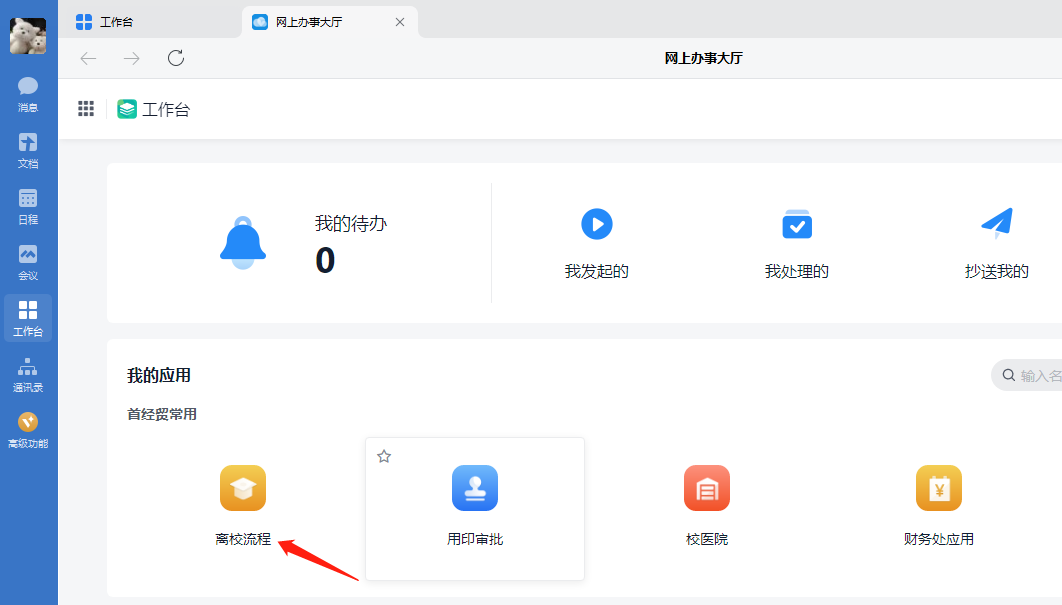 工作台
网上办事大厅
网上办事大厅
消息
文档
日程
会议
工作台
通讯录
高级功能
工作台
我的待办
0
我发起的
我处理的
抄送我的
我的应用
输入名
首经贸常用
离校流程
用印审批
校医院
财务处应用